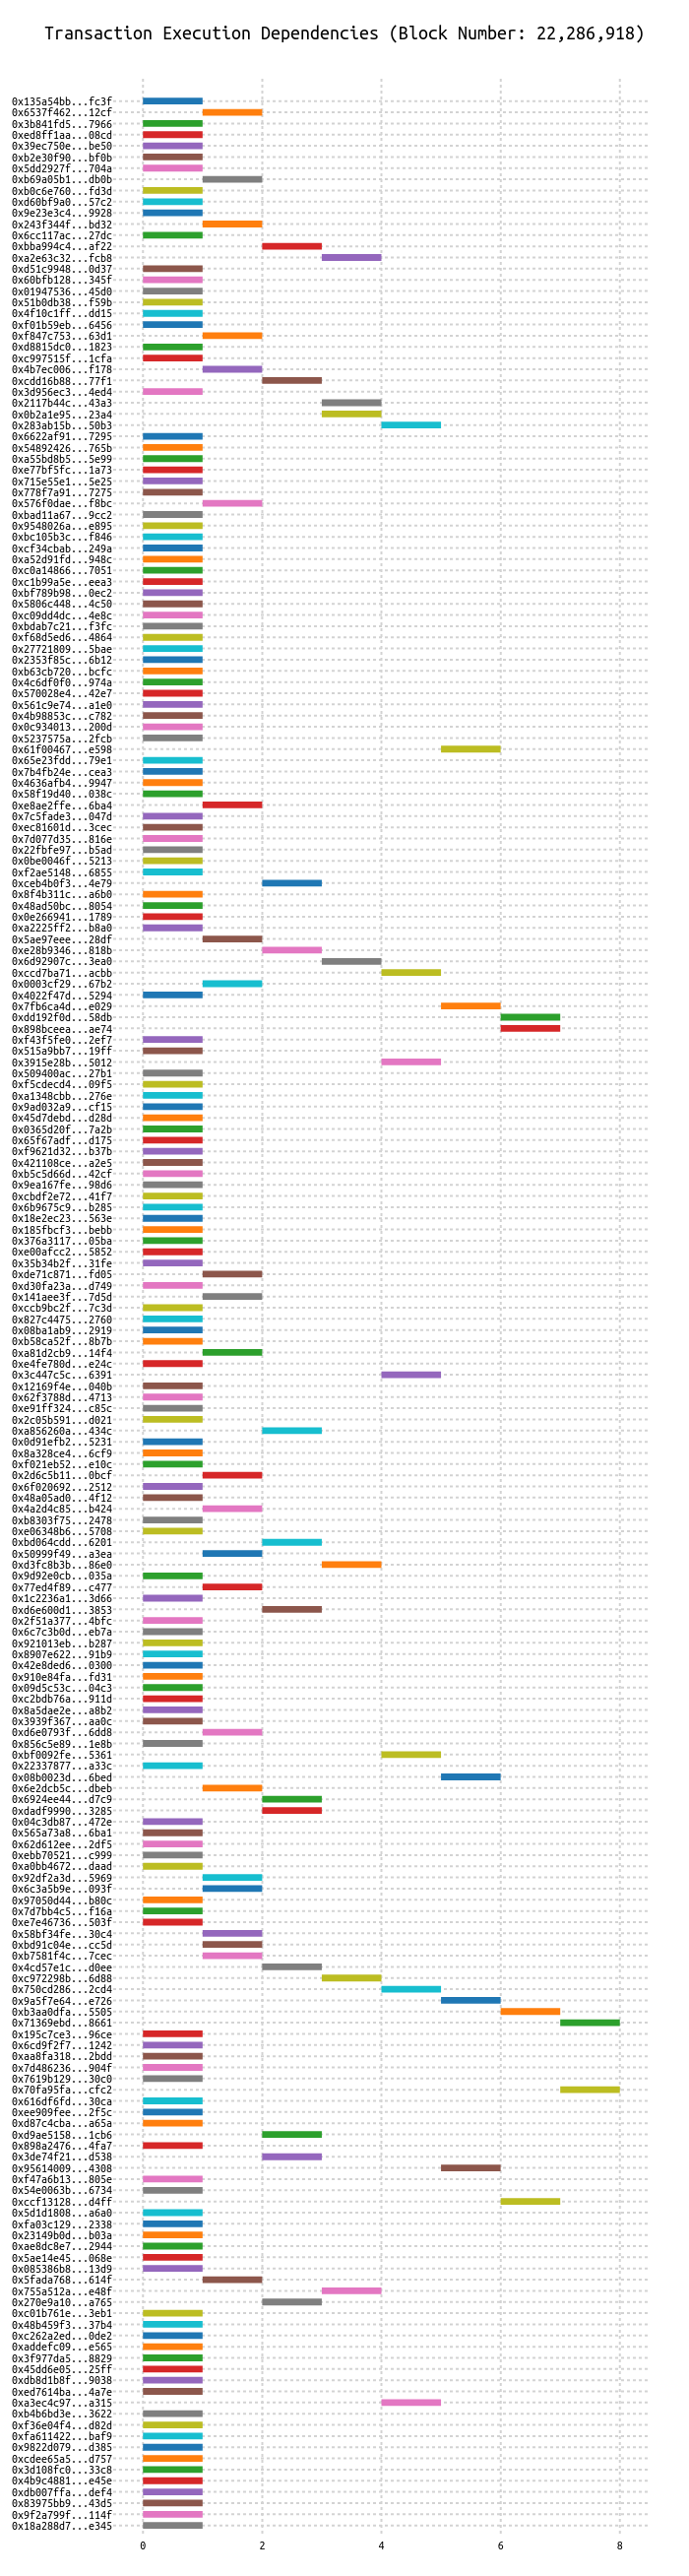 Transaction Execution Dependencies (Block Number: 22,286,918)
0x135a54bb...fc3f
0x6537f462...12cf
0x3b841fd5...7966
0xed8ff1aa...08cd
0x39ec750e...be50
0xb2e30f90...bf0b
0x5dd2927f...704a
0xb69a05b1...db0b
0xb0c6e760...fd3d
0xd60bf9a0...57c2
0x9e23e3c4...9928
0x243f344f...bd32
0x6cc117ac...27dc
0xbba994c4...af22
0xa2e63c32...fcb8
0xd51c9948...0d37
0x60bfb128...345f
0x01947536...45d0
0x51b0db38...f59b
0x4f10c1ff...dd15
0xf01b59eb...6456
0xf847c753...63d1
0xd8815dc0...1823
0xc997515f...1cfa
0x4b7ec006...f178
0xcdd16b88...77f1
0x3d956ec3...4ed4
0x2117b44c...43a3
0x0b2a1e95...23a4
0x283ab15b...50b3
0x6622af91...7295
0x54892426...765b
0xa55bd8b5...5e99
0xe77bf5fc...1a73
0x715e55e1...5e25
0x778f7a91...7275
0x576f0dae...f8bc
0xbad11a67...9cc2
0x9548026a...e895
0xbc105b3c...f846
0xcf34cbab...249a
0xa52d91fd...948c
0xc0a14866...7051
0xc1b99a5e...eea3
0xbf789b98...0ec2
0x5806c448...4c50
0xc09dd4dc...4e8c
0xbdab7c21...f3fc
0xf68d5ed6...4864
0x27721809...5bae
0x2353f85c...6b12
0xb63cb720...bcfc
0x4c6df0f0...974a
0x570028e4...42e7
0x561c9e74...a1e0
0x4b98853c...c782
0x0c934013...200d
0x5237575a...2fcb
0x61f00467...e598
0x65e23fdd...79e1
0x7b4fb24e...cea3
0x4636afb4...9947
0x58f19d40...038c
0xe8ae2ffe...6ba4
0x7c5fade3...047d
0xec81601d...3cec
0x7d077d35...816e
0x22fbfe97...b5ad
0x0be0046f...5213
0xf2ae5148...6855
0xceb4b0f3...4e79
0x8f4b311c...a6b0
0x48ad50bc...8054
0x0e266941...1789
0xa2225ff2...b8a0
0x5ae97eee...28df
0xe28b9346...818b
0x6d92907c...3ea0
0xccd7ba71...acbb
0x0003cf29...67b2
0x4022f47d...5294
0x7fb6ca4d...e029
0xdd192f0d...58db
0x898bceea...ae74
0xf43f5fe0...2ef7
0x515a9bb7...19ff
0x3915e28b...5012
0x509400ac...27b1
0xf5cdecd4...09f5
0xa1348cbb...276e
0x9ad032a9...cf15
0x45d7debd...d28d
0x0365d20f...7a2b
0x65f67adf...d175
0xf9621d32...b37b
0x421108ce...a2e5
0xb5c5d66d...42cf
0x9ea167fe...98d6
0xcbdf2e72...41f7
0x6b9675c9...b285
0x18e2ec23...563e
0x185fbcf3...bebb
0x376a3117...05ba
0xe00afcc2...5852
0x35b34b2f...31fe
0xde71c871...fd05
0xd30fa23a...d749
0x141aee3f...7d5d
0xccb9bc2f...7c3d
0x827c4475...2760
0x08ba1ab9...2919
0xb58ca52f...8b7b
0xa81d2cb9...14f4
0xe4fe780d...e24c
0x3c447c5c...6391
0x12169f4e...040b
0x62f3788d...4713
0xe91ff324...c85c
0x2c05b591...d021
0xa856260a...434c
0x0d91efb2...5231
0x8a328ce4...6cf9
0xf021eb52...e10c
0x2d6c5b11...0bcf
0x6f020692...2512
0x48a05ad0...4f12
0x4a2d4c85...b424
0xb8303f75...2478
0xe06348b6...5708
0xbd064cdd...6201
0x50999f49...a3ea
0xd3fc8b3b...86e0
0x9d92e0cb...035a
0x77ed4f89...c477
0x1c2236a1...3d66
0xd6e600d1...3853
0x2f51a377...4bfc
0x6c7c3b0d...eb7a
0x921013eb...b287
0x8907e622...91b9
0x42e8ded6...0300
0x910e84fa...fd31
0x09d5c53c...04c3
0xc2bdb76a...911d
0x8a5dae2e...a8b2
0x3939f367...aa0c
0xd6e0793f...6dd8
0x856c5e89...1e8b
0xbf0092fe...5361
0x22337877...a33c
0x08b0023d...6bed
0x6e2dcb5c...dbeb
0x6924ee44...d7c9
0xdadf9990...3285
0x04c3db87...472e
0x565a73a8...6ba1
0x62d612ee...2df5
0xebb70521...c999
0xa0bb4672...daad
0x92df2a3d...5969
0x6c3a5b9e...093f
0x97050d44...b80c
0x7d7bb4c5...f16a
0xe7e46736...503f
0x58bf34fe...30c4
0xbd91c04e...cc5d
0xb7581f4c...7cec
0x4cd57e1c...d0ee
0xc972298b...6d88
0x750cd286...2cd4
0x9a5f7e64...e726
0xb3aa0dfa...5505
0x71369ebd...8661
0x195c7ce3...96ce
0x6cd9f2f7...1242
0xaa8fa318...2bdd
0x7d486236...904f
0x7619b129...30c0
0x70fa95fa...cfc2
0x616df6fd...30ca
0xee909fee...2f5c
0xd87c4cba...a65a
0xd9ae5158...1cb6
0x898a2476...4fa7
0x3de74f21...d538
0x95614009...4308
0xf47a6b13...805e
0x54e0063b...6734
0xccf13128...d4ff
0x5d1d1808...a6a0
0xfa03c129...2338
0x23149b0d...b03a
0xae8dc8e7...2944
0x5ae14e45...068e
0x085386b8...13d9
0x5fada768...614f
0x755a512a...e48f
0x270e9a10...a765
0xc01b761e...3eb1
0x48b459f3...37b4
0xc262a2ed...0de2
0xaddefc09...e565
0x3f977da5...8829
0x45dd6e05...25ff
0xdb8d1b8f...9038
0xed7614ba...4a7e
0xa3ec4c97...a315
0xb4b6bd3e...3622
0xf36e04f4...d82d
0xfa611422...baf9
0x9822d079...d385
0xcdee65a5...d757
0x3d108fc0...33c8
0x4b9c4881...e45e
0xdb007ffa...def4
0x83975bb9...43d5
0x9f2a799f...114f
0x18a288d7...e345
0 2 4 6 8